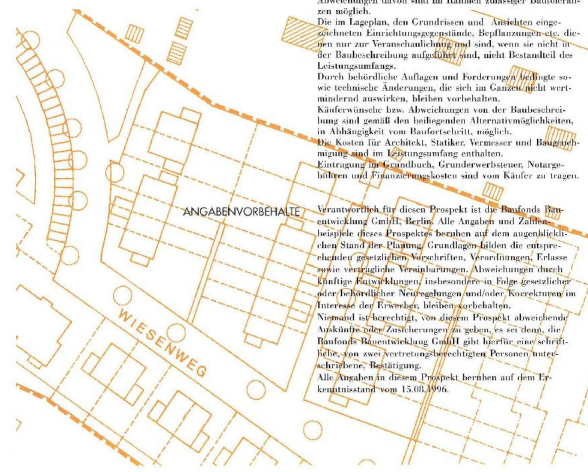 Abweichungen davon sind im Rahmen zulässiger Bautoleran-
zen möglich.
Die im Lageplan, den Grundrissen und Ansichten einge-
zeichneten Einrichtungsgegenstände, Bepflanzungen etc. die-
nen nur zur Veranschaulichung und sind, wenn sie nicht in
der Baubeschreibung aufgeführt sind, nicht Bestandteil des
Leistungsumfangs.
Durch behördliche Auflagen und Forderungen bedingte so-
wie technische Änderungen, die sich im Ganzen nicht wert-
mindernd auswirken, bleiben vorbehalten.
Käuferwünsche bzw. Abweichungen von der Baubeschrei-
bung sind gemäß den beiliegenden Alternativmöglichkeiten,
in Abhängigkeit vom Baufortschritt, möglich.
Die Kosten für Architekt, Statiker, Vermesser und Baugeneh-
migung sind im Leistungsumfang enthalten.
Eintragung im Grundbuch, Grunderwerbsteuer, Notarge-
bühren und Finanzierungskosten sind vom Käufer zu tragen.
ANGABENVORBEHALTE
Verantwortlich für diesen Prospekt ist die Baufonds Bau-
entwicklung GmbH, Berlin. Alle Angaben und Zahlen-
beispiele dieses Prospektes beruhen auf dem augenblickli-
chen Stand der Planung. Grundlagen bilden die entspre-
chenden gesetzlichen Vorschriften, Verordnungen, Erlasse
sowie vertragliche Vereinbarungen. Abweichungen durch
künftige Entwicklungen, insbesondere in Folge gesetzlicher
oder behördlicher Neuregelungen und/oder Korrekturen im
Interesse der Erwerber, bleiben vorbehalten.
Niemand ist berechtigt, von diesem Prospekt abweichende
Auskünfte oder Zusicherungen zu geben, es sei denn, die
Baufonds Bauentwicklung GmbH gibt hierfür eine schrift-
liche, von zwei vertretungsberechtigten Personen unter-
schriebene, Bestätigung.
Alle Angaben in diesem Prospekt beruhen auf dem Er-
kenntnisstand vom 15.08.1996.
WIESENWEG